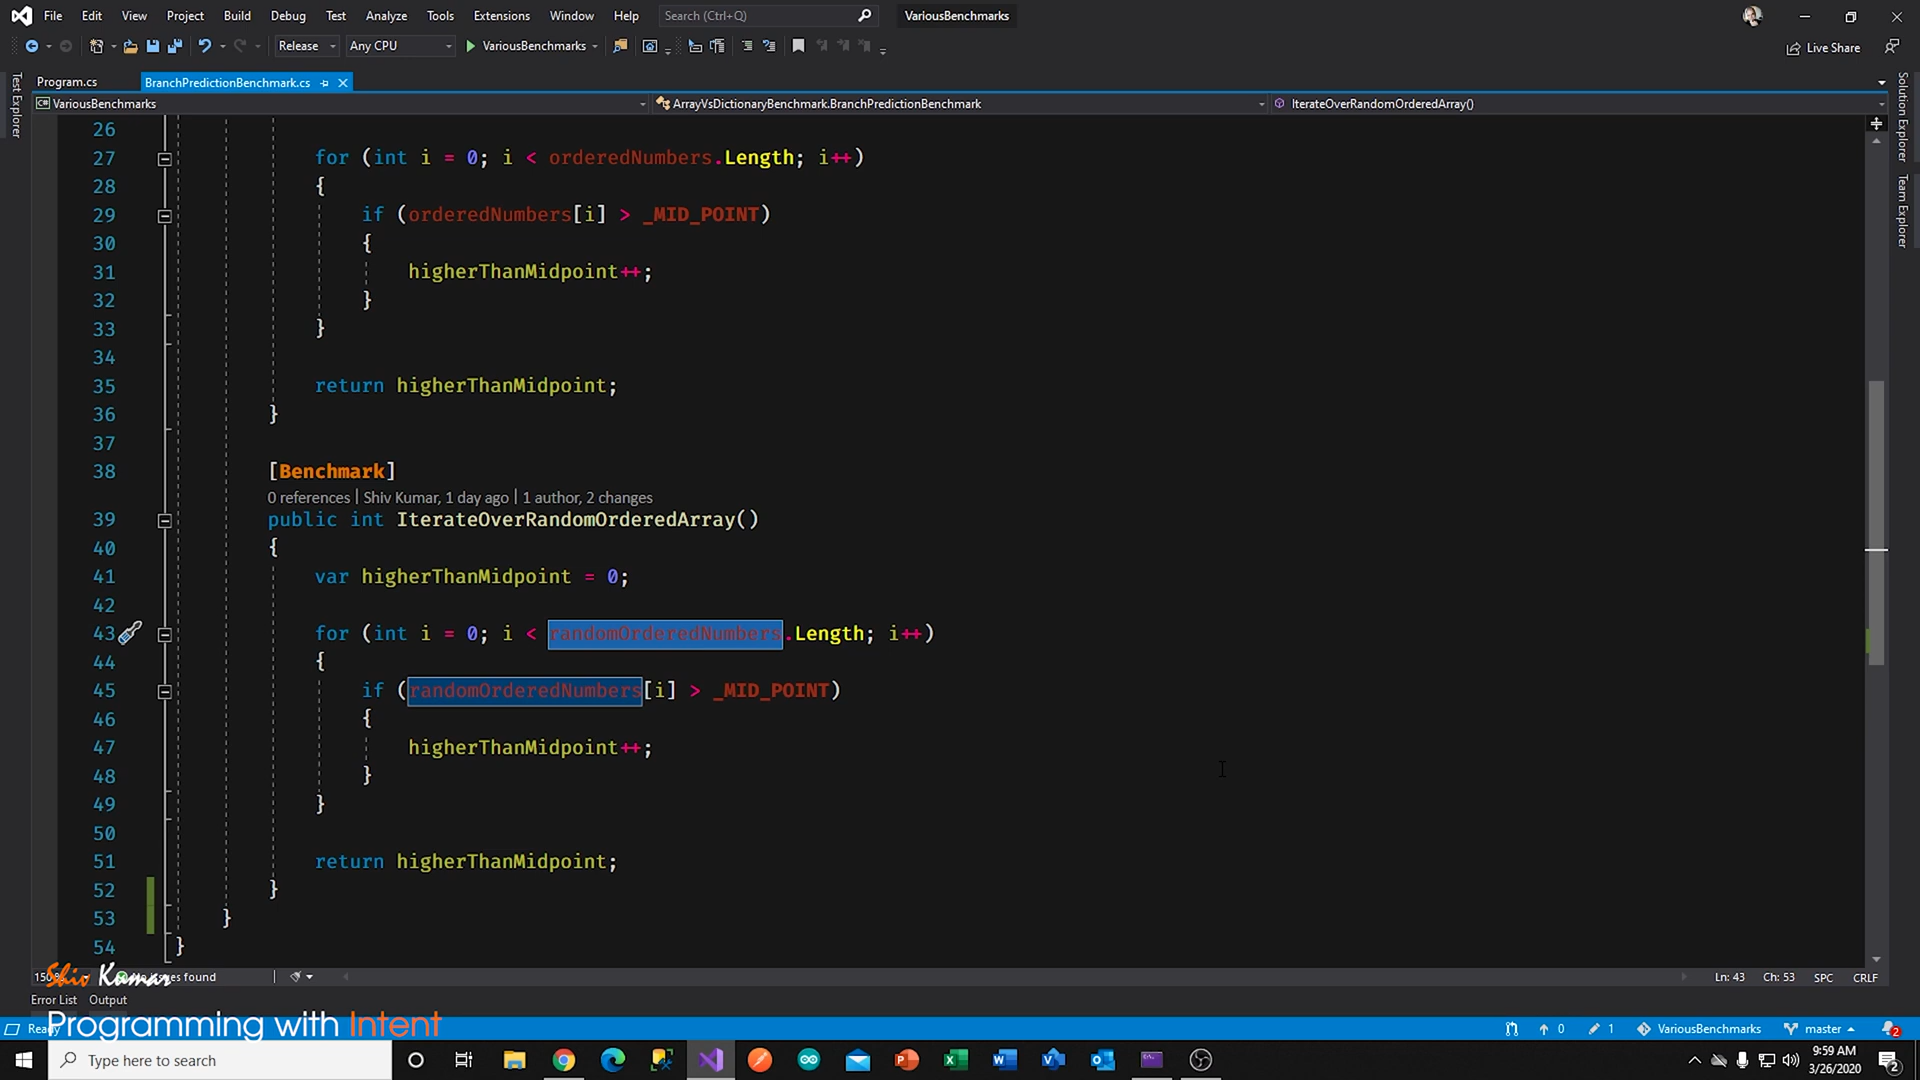 File Edit View Project Build Debug Test Analyze Tools Extensions Window Help Search (Ctrl+Q) VariousBenchmarks
Release Any CPU VariousBenchmarks Live Share
Program.cs BranchPredictionBenchmark.cs
VariousBenchmarks ArrayVsDictionaryBenchmark.BranchPredictionBenchmark IterateOverRandomOrderedArray()
Test Explorer
Solution Explorer
Team Explorer
26
27 for (int i = 0; i < orderedNumbers.Length; i++)
28 {
29 if (orderedNumbers[i] > _MID_POINT)
30 {
31 higherThanMidpoint++;
32 }
33 }
34
35 return higherThanMidpoint;
36 }
37
38 [Benchmark]
0 references | Shiv Kumar, 1 day ago | 1 author, 2 changes
39 public int IterateOverRandomOrderedArray()
40 {
41 var higherThanMidpoint = 0;
42
43 for (int i = 0; i < randomOrderedNumbers.Length; i++)
44 {
45 if (randomOrderedNumbers[i] > _MID_POINT)
46 {
47 higherThanMidpoint++;
48 }
49 }
50
51 return higherThanMidpoint;
52 }
53 }
54 }
Shiv Kumar
found Ln: 43 Ch: 53 SPC CRLF
Error List Output
Programming with Intent
0 1 VariousBenchmarks master 2
Type here to search
9:59 AM
3/26/2020
2